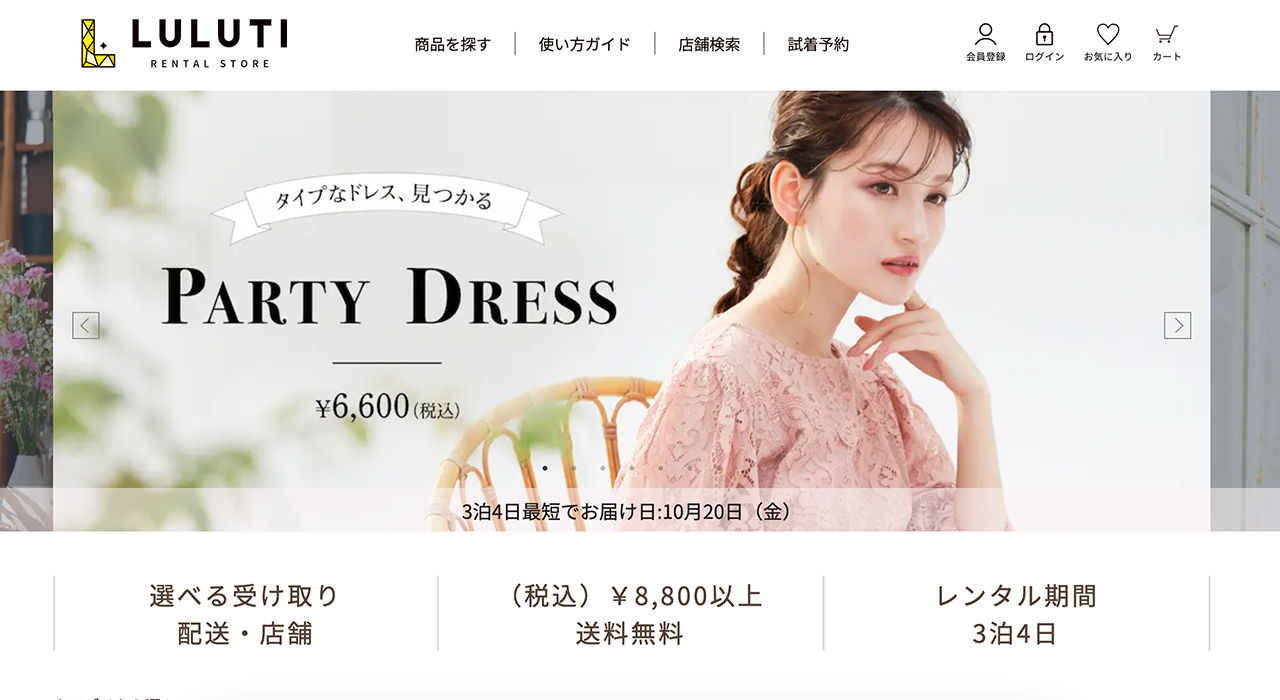 LULUTI
RENTAL STORE
商品を探す
使い方ガイド
店舗検索
試着予約
会員登録
ログイン
お気に入り
カート
タイプなドレス、見つかる
PARTY DRESS
¥6,600(税込)
3泊4日最短でお届け日:10月20日（金）
選べる受け取り
配送・店舗
（税込）￥8,800以上
送料無料
レンタル期間
3泊4日